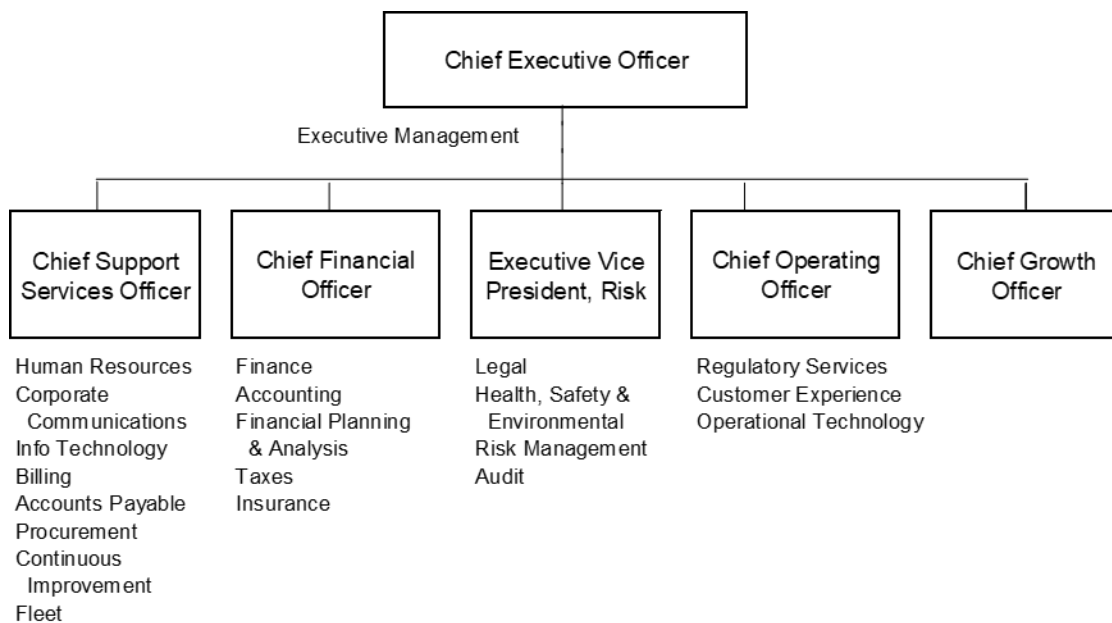 Chief Executive Officer
Executive Management
Chief Support
Services Officer
Chief Financial
Officer
Executive Vice
President, Risk
Chief Operating
Officer
Chief Growth
Officer
Human Resources
Corporate
Communications
Info Technology
Billing
Accounts Payable
Procurement
Continuous
Improvement
Fleet
Finance
Accounting
Financial Planning
& Analysis
Taxes
Insurance
Legal
Health, Safety &
Environmental
Risk Management
Audit
Regulatory Services
Customer Experience
Operational Technology